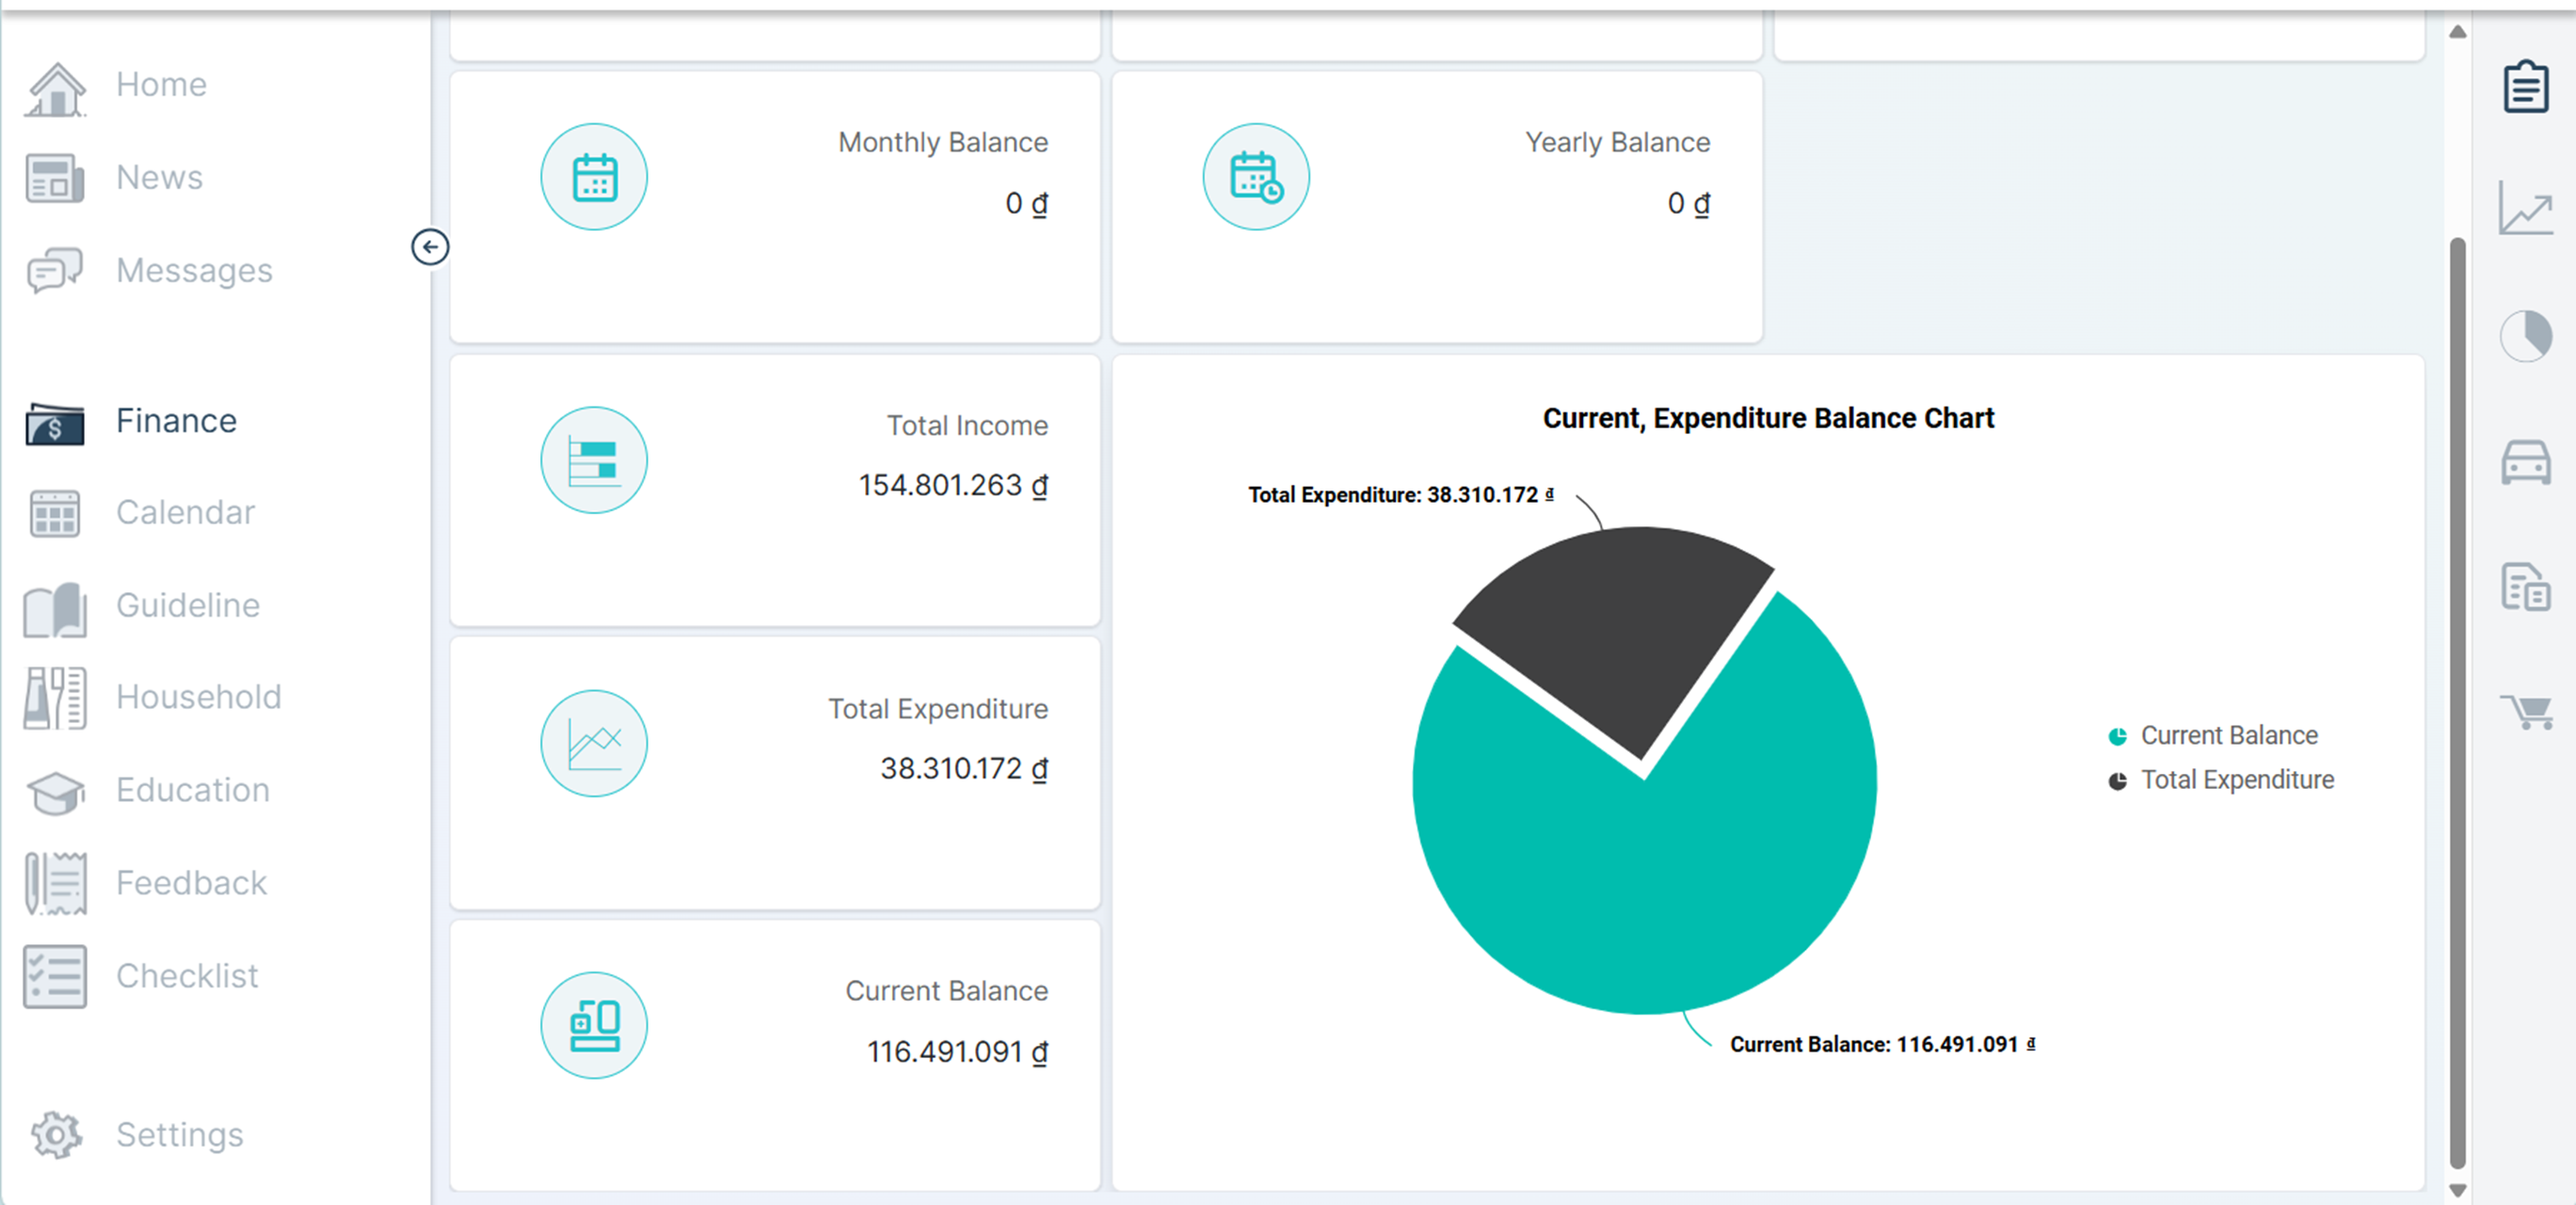 Home
News
Messages
Finance
Calendar
Guideline
Household
Education
Feedback
Checklist
Settings
Monthly Balance
0 ₫
Yearly Balance
0 ₫
Total Income
154.801.263 ₫
Total Expenditure
38.310.172 ₫
Current Balance
116.491.091 ₫
Current, Expenditure Balance Chart
Total Expenditure: 38.310.172 ₫
Current Balance
Total Expenditure
Current Balance: 116.491.091 ₫